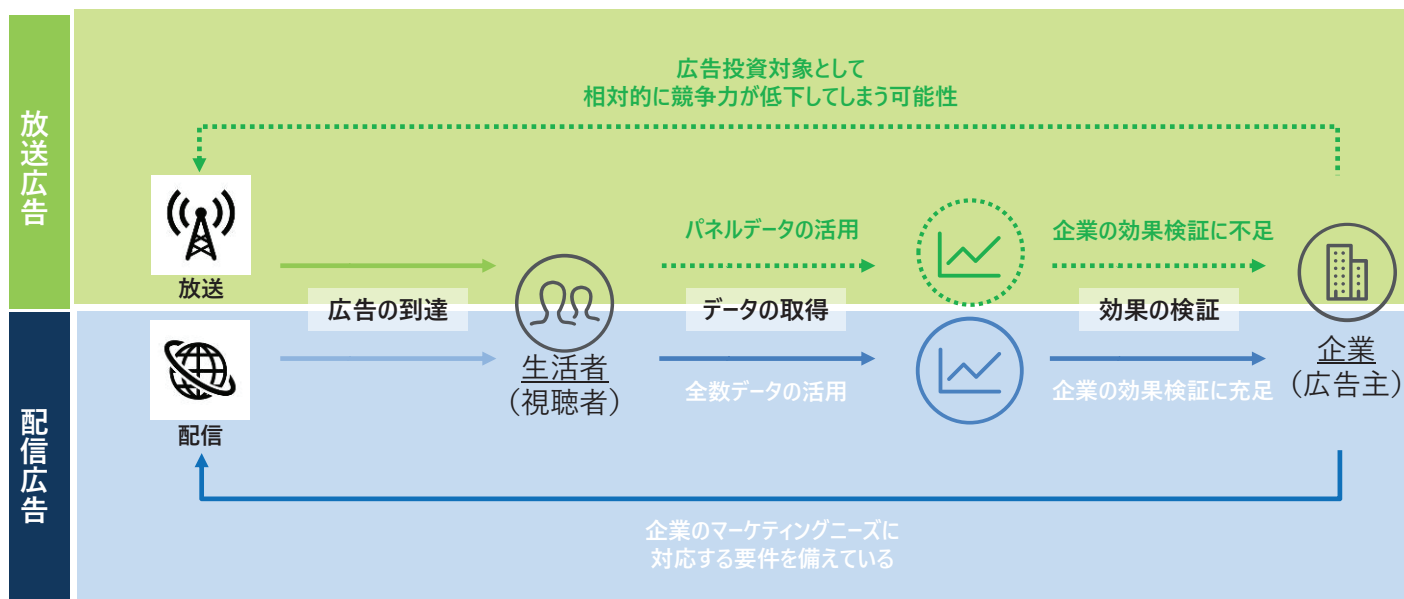 放送広告
広告投資対象として
相対的に競争力が低下してしまう可能性
放送
パネルデータの活用
企業の効果検証に不足
広告の到達
データの取得
効果の検証
生活者
（視聴者）
企業
（広告主）
配信広告
配信
全数データの活用
企業の効果検証に充足
企業のマーケティングニーズに
対応する要件を備えている